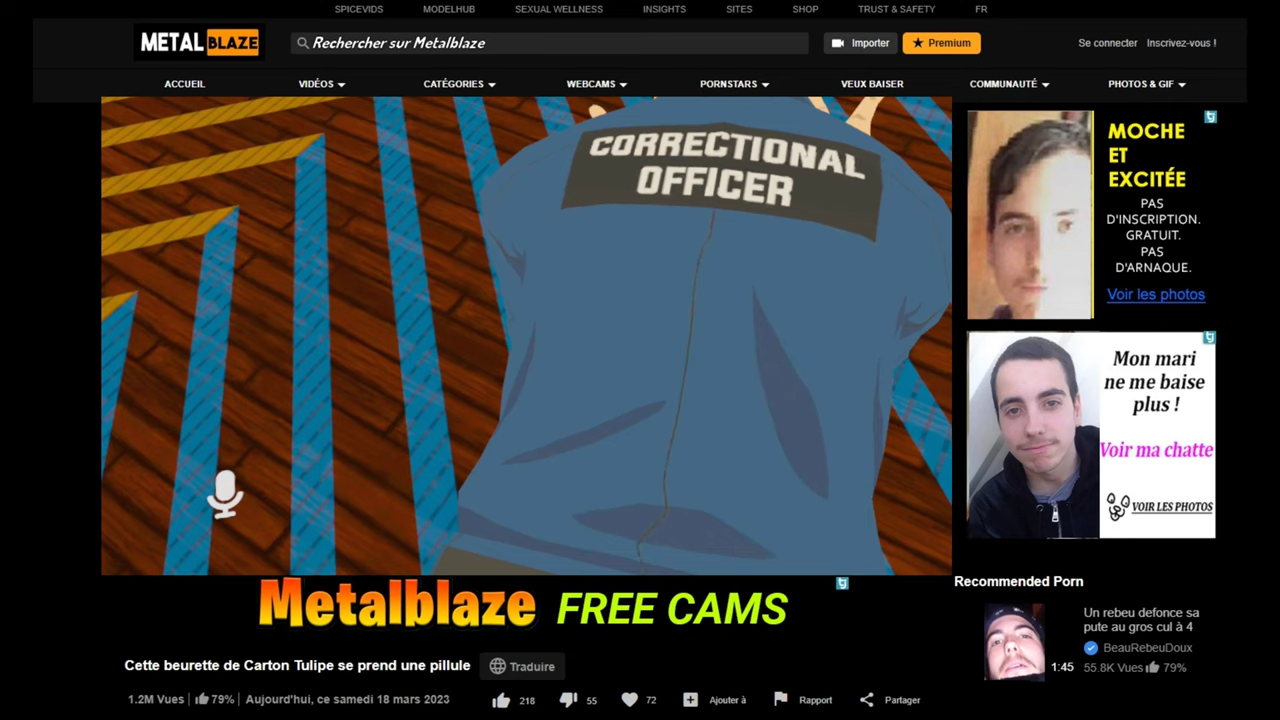 SPICEVIDS MODELHUB SEXUAL WELLNESS INSIGHTS SITES SHOP TRUST & SAFETY FR
METAL BLAZE Rechercher sur Metalblaze Importer Premium Se connecter Inscrivez-vous !
ACCUEIL VIDÉOS CATÉGORIES WEBCAMS PORNSTARS VEUX BAISER COMMUNAUTÉ PHOTOS & GIF
CORRECTIONAL
OFFICER
MOCHE
ET
EXCITÉE
PAS
D'INSCRIPTION.
GRATUIT.
PAS
D'ARNAQUE.
Voir les photos
Mon mari
ne me baise
plus !
Voir ma chatte
VOIR LES PHOTOS
Metalblaze FREE CAMS
Recommended Porn
Un rebeu defonce sa
pute au gros cul à 4
BeauRebeuDoux
1:45 55.8K Vues 79%
Cette beurette de Carton Tulipe se prend une pillule Traduire
1.2M Vues 79% Aujourd'hui, ce samedi 18 mars 2023 218 55 72 Ajouter à Rapport Partager